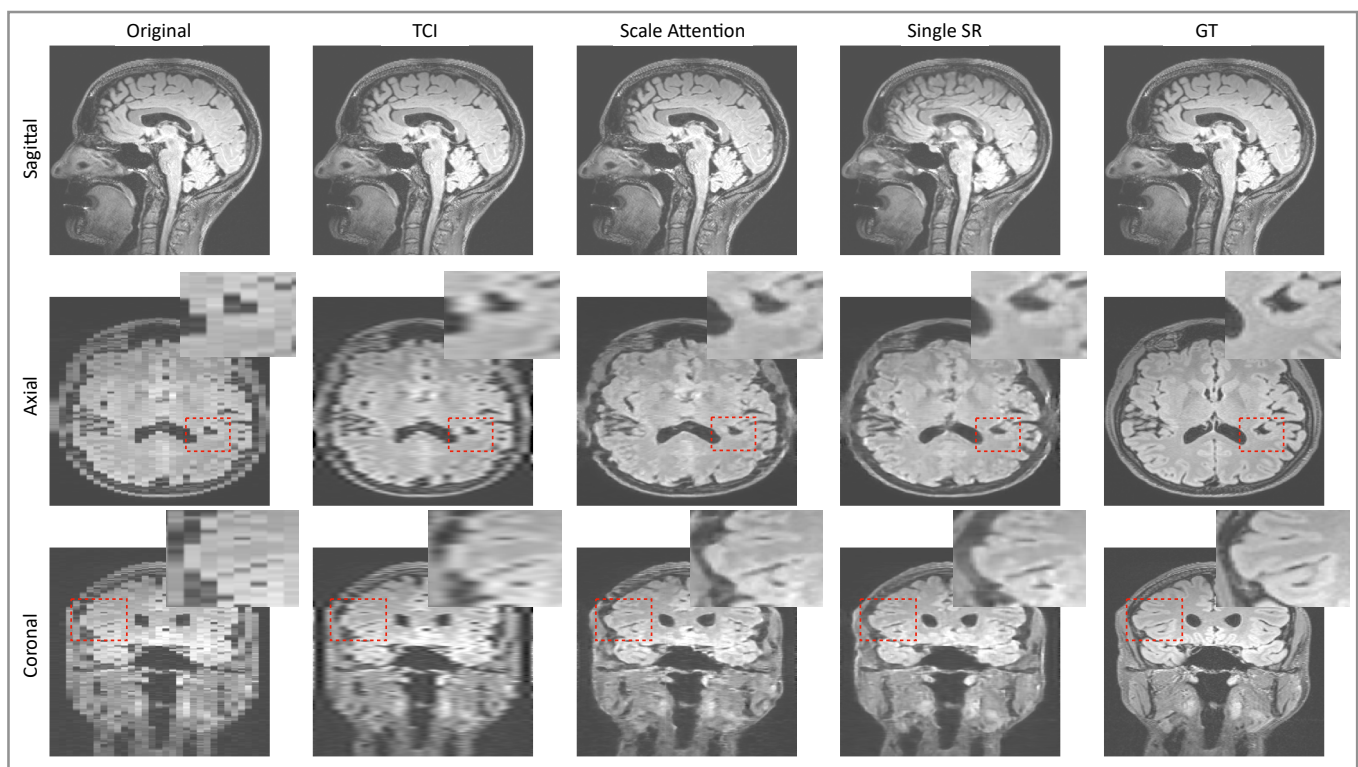 Original TCI Scale Attention Single SR GT
Sagittal
Axial
Coronal